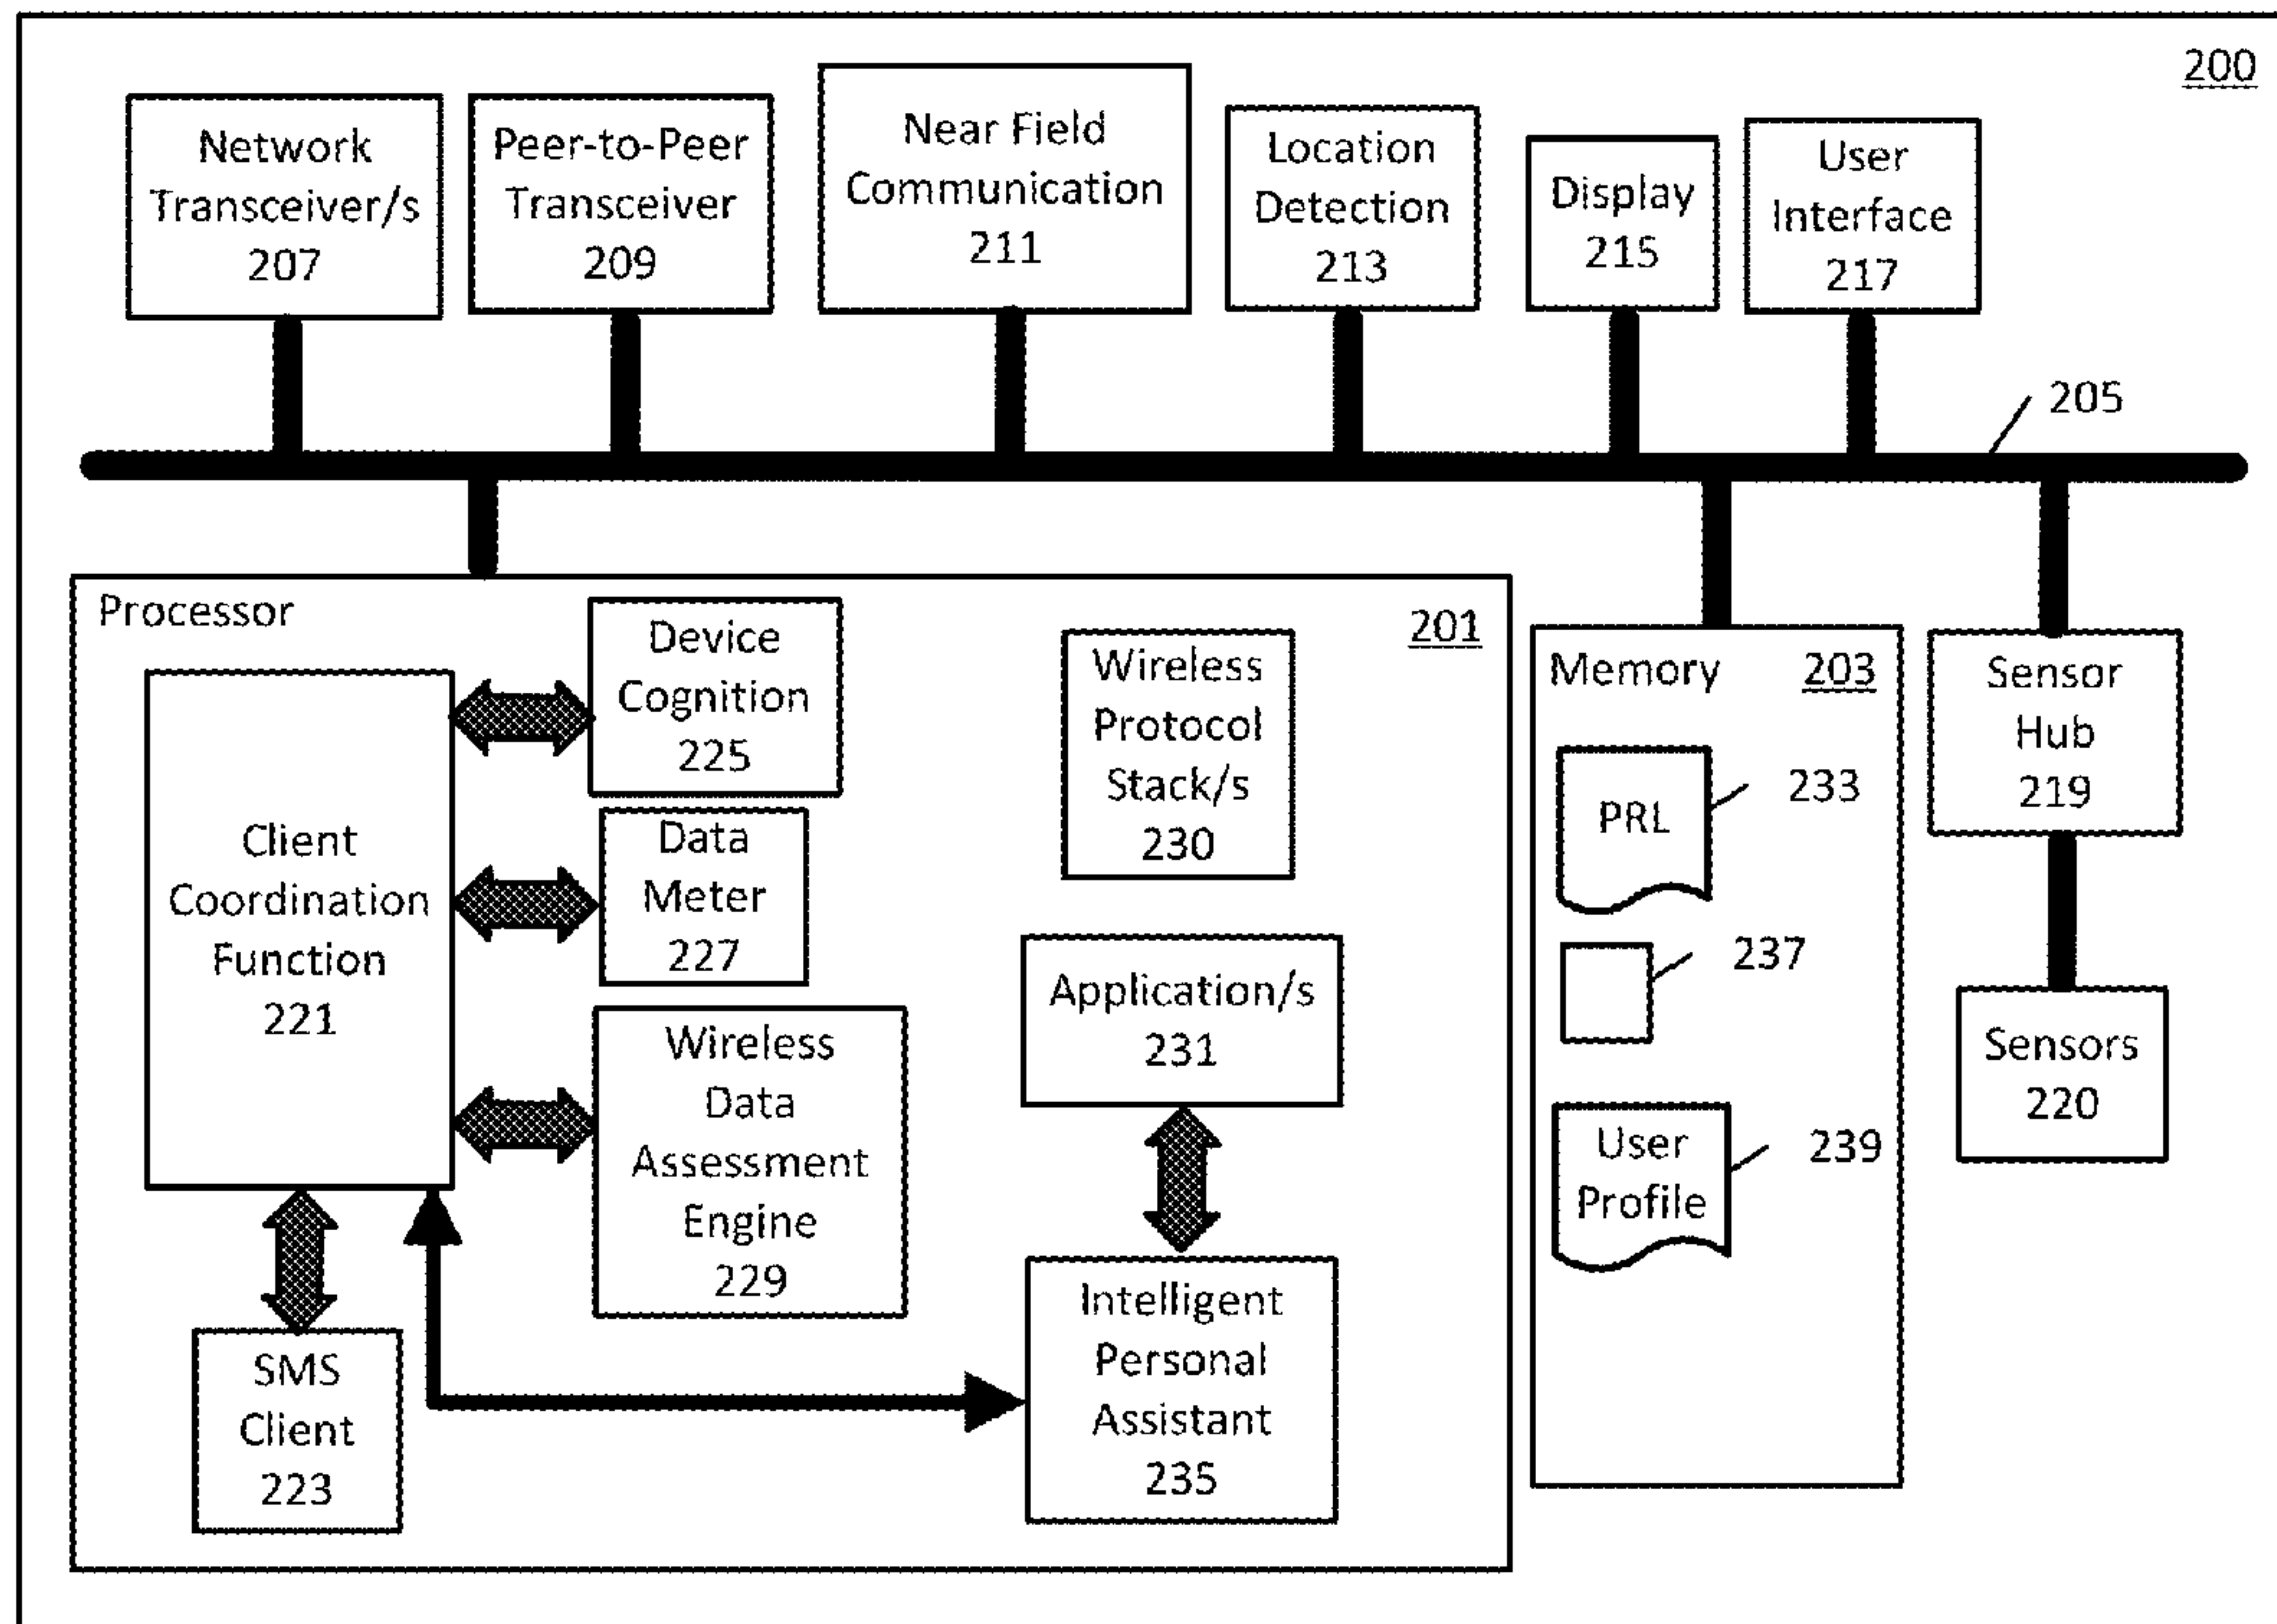 200
Network
Transceiver/s
207
Peer-to-Peer
Transceiver
209
Near Field
Communication
211
Location
Detection
213
Display
215
User
Interface
217
205
Processor
201
Client
Coordination
Function
221
Device
Cognition
225
Data
Meter
227
Wireless
Data
Assessment
Engine
229
SMS
Client
223
Wireless
Protocol
Stack/s
230
Application/s
231
Intelligent
Personal
Assistant
235
Memory
203
PRL
233
237
User
Profile
239
Sensor
Hub
219
Sensors
220